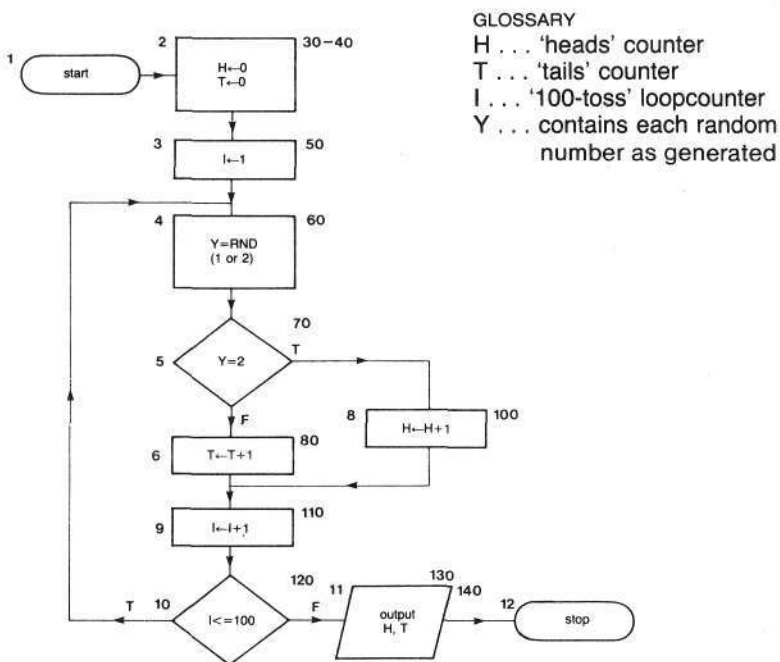 GLOSSARY
H ... 'heads' counter
T ... 'tails' counter
I ... '100-toss' loopcounter
Y ... contains each random
number as generated
1
start
2
30-40
H←0
T←0
3
50
I←1
4
60
Y=RND
(1 or 2)
70
5
Y=2
T
F
8
100
H←H+1
6
80
T←T+1
9
110
I←I+1
10
120
T
I<=100
F
11
130
140
output
H, T
12
stop